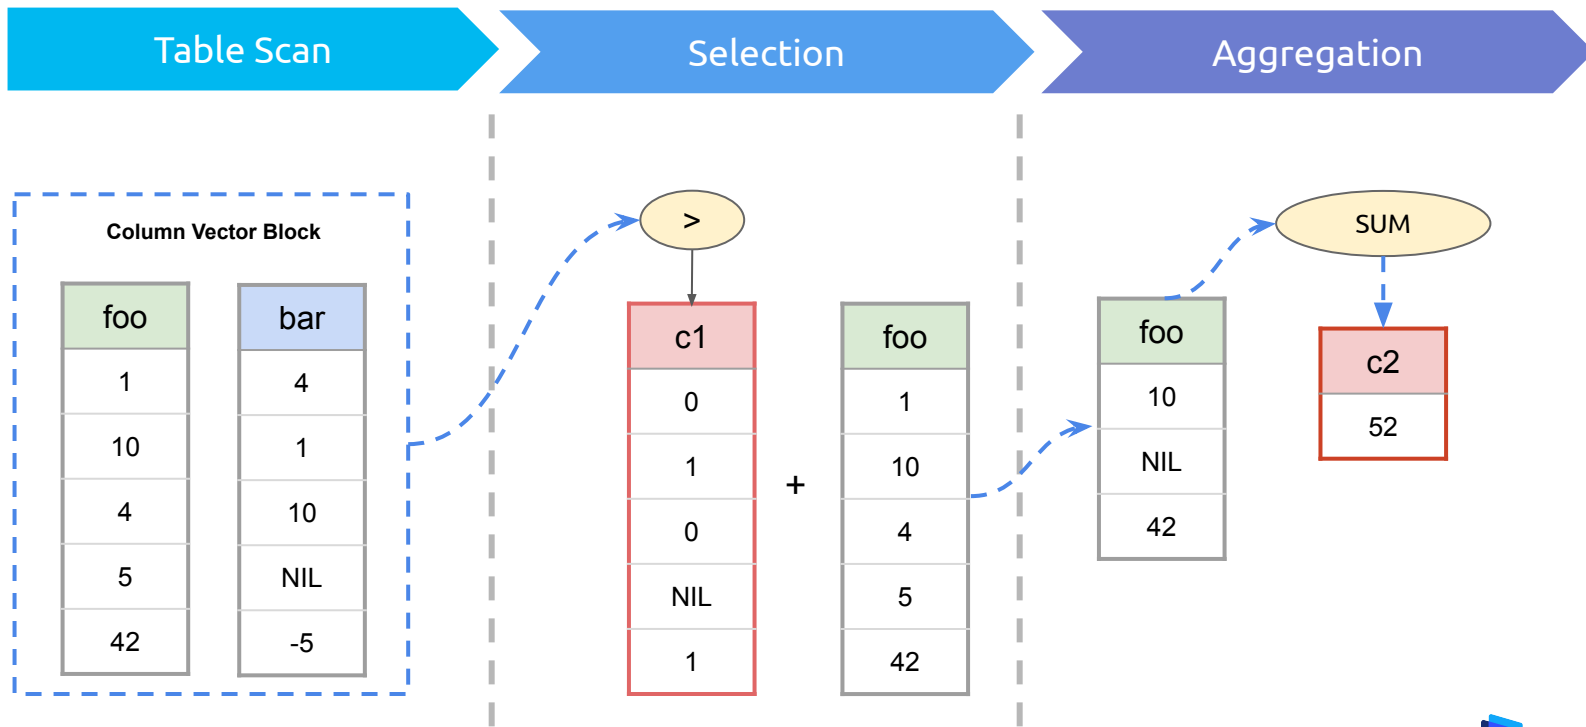 Table Scan
Selection
Aggregation
Column Vector Block
foo
1
10
4
5
42
bar
4
1
10
NIL
-5
>
c1
0
1
0
NIL
1
+
foo
1
10
4
5
42
foo
10
NIL
42
SUM
c2
52